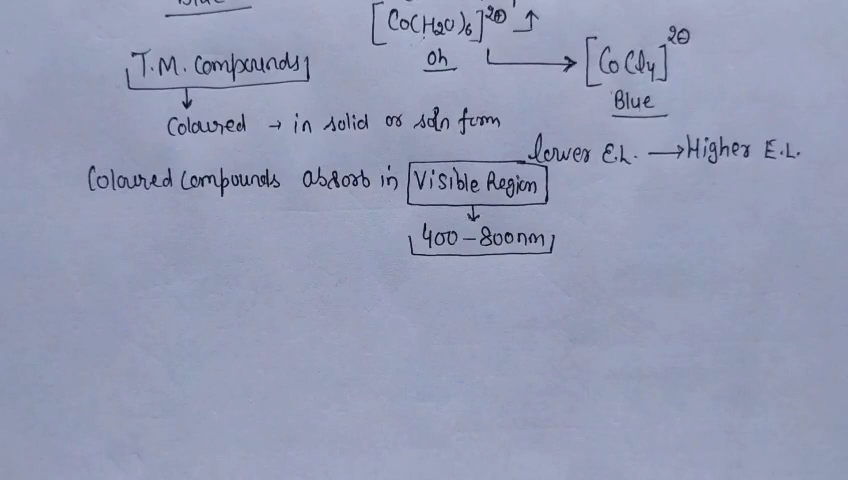 [Co(H2O)6]2⊕
Oh
[CoCl4]2⊖
Blue
T.M. Compounds
Coloured → in solid or soln form
lower E.L. → Higher E.L.
Coloured Compounds absorb in Visible Region
400 – 800nm